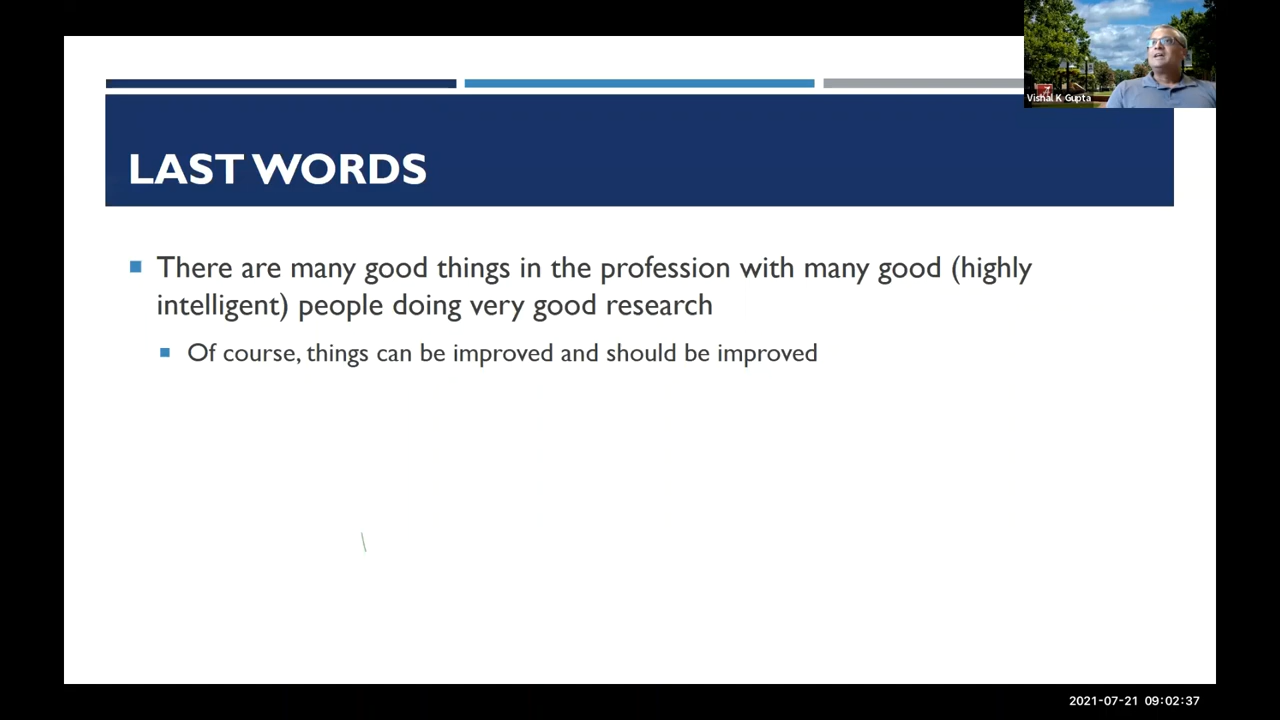 Vishal K Gupta
LAST WORDS
There are many good things in the profession with many good (highly
intelligent) people doing very good research
Of course, things can be improved and should be improved
2021-07-21 09:02:37